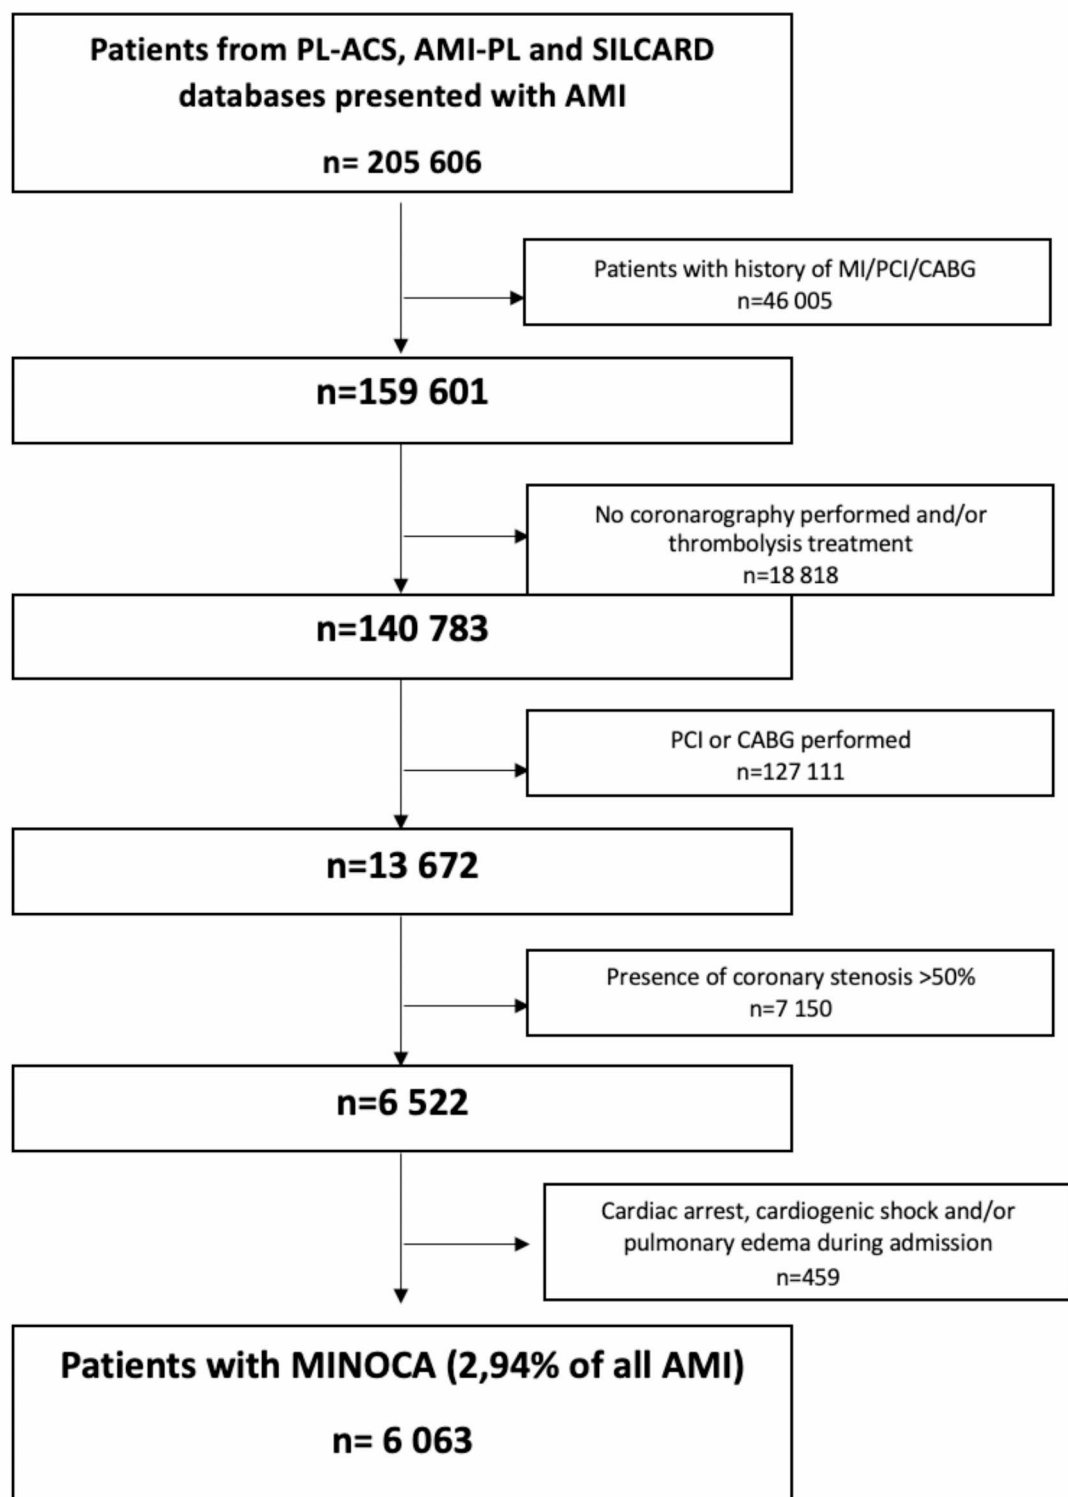 Patients from PL-ACS, AMI-PL and SILCARD
databases presented with AMI
n= 205 606
Patients with history of MI/PCI/CABG
n=46 005
n=159 601
No coronarography performed and/or
thrombolysis treatment
n=18 818
n=140 783
PCI or CABG performed
n=127 111
n=13 672
Presence of coronary stenosis >50%
n=7 150
n=6 522
Cardiac arrest, cardiogenic shock and/or
pulmonary edema during admission
n=459
Patients with MINOCA (2,94% of all AMI)
n= 6 063